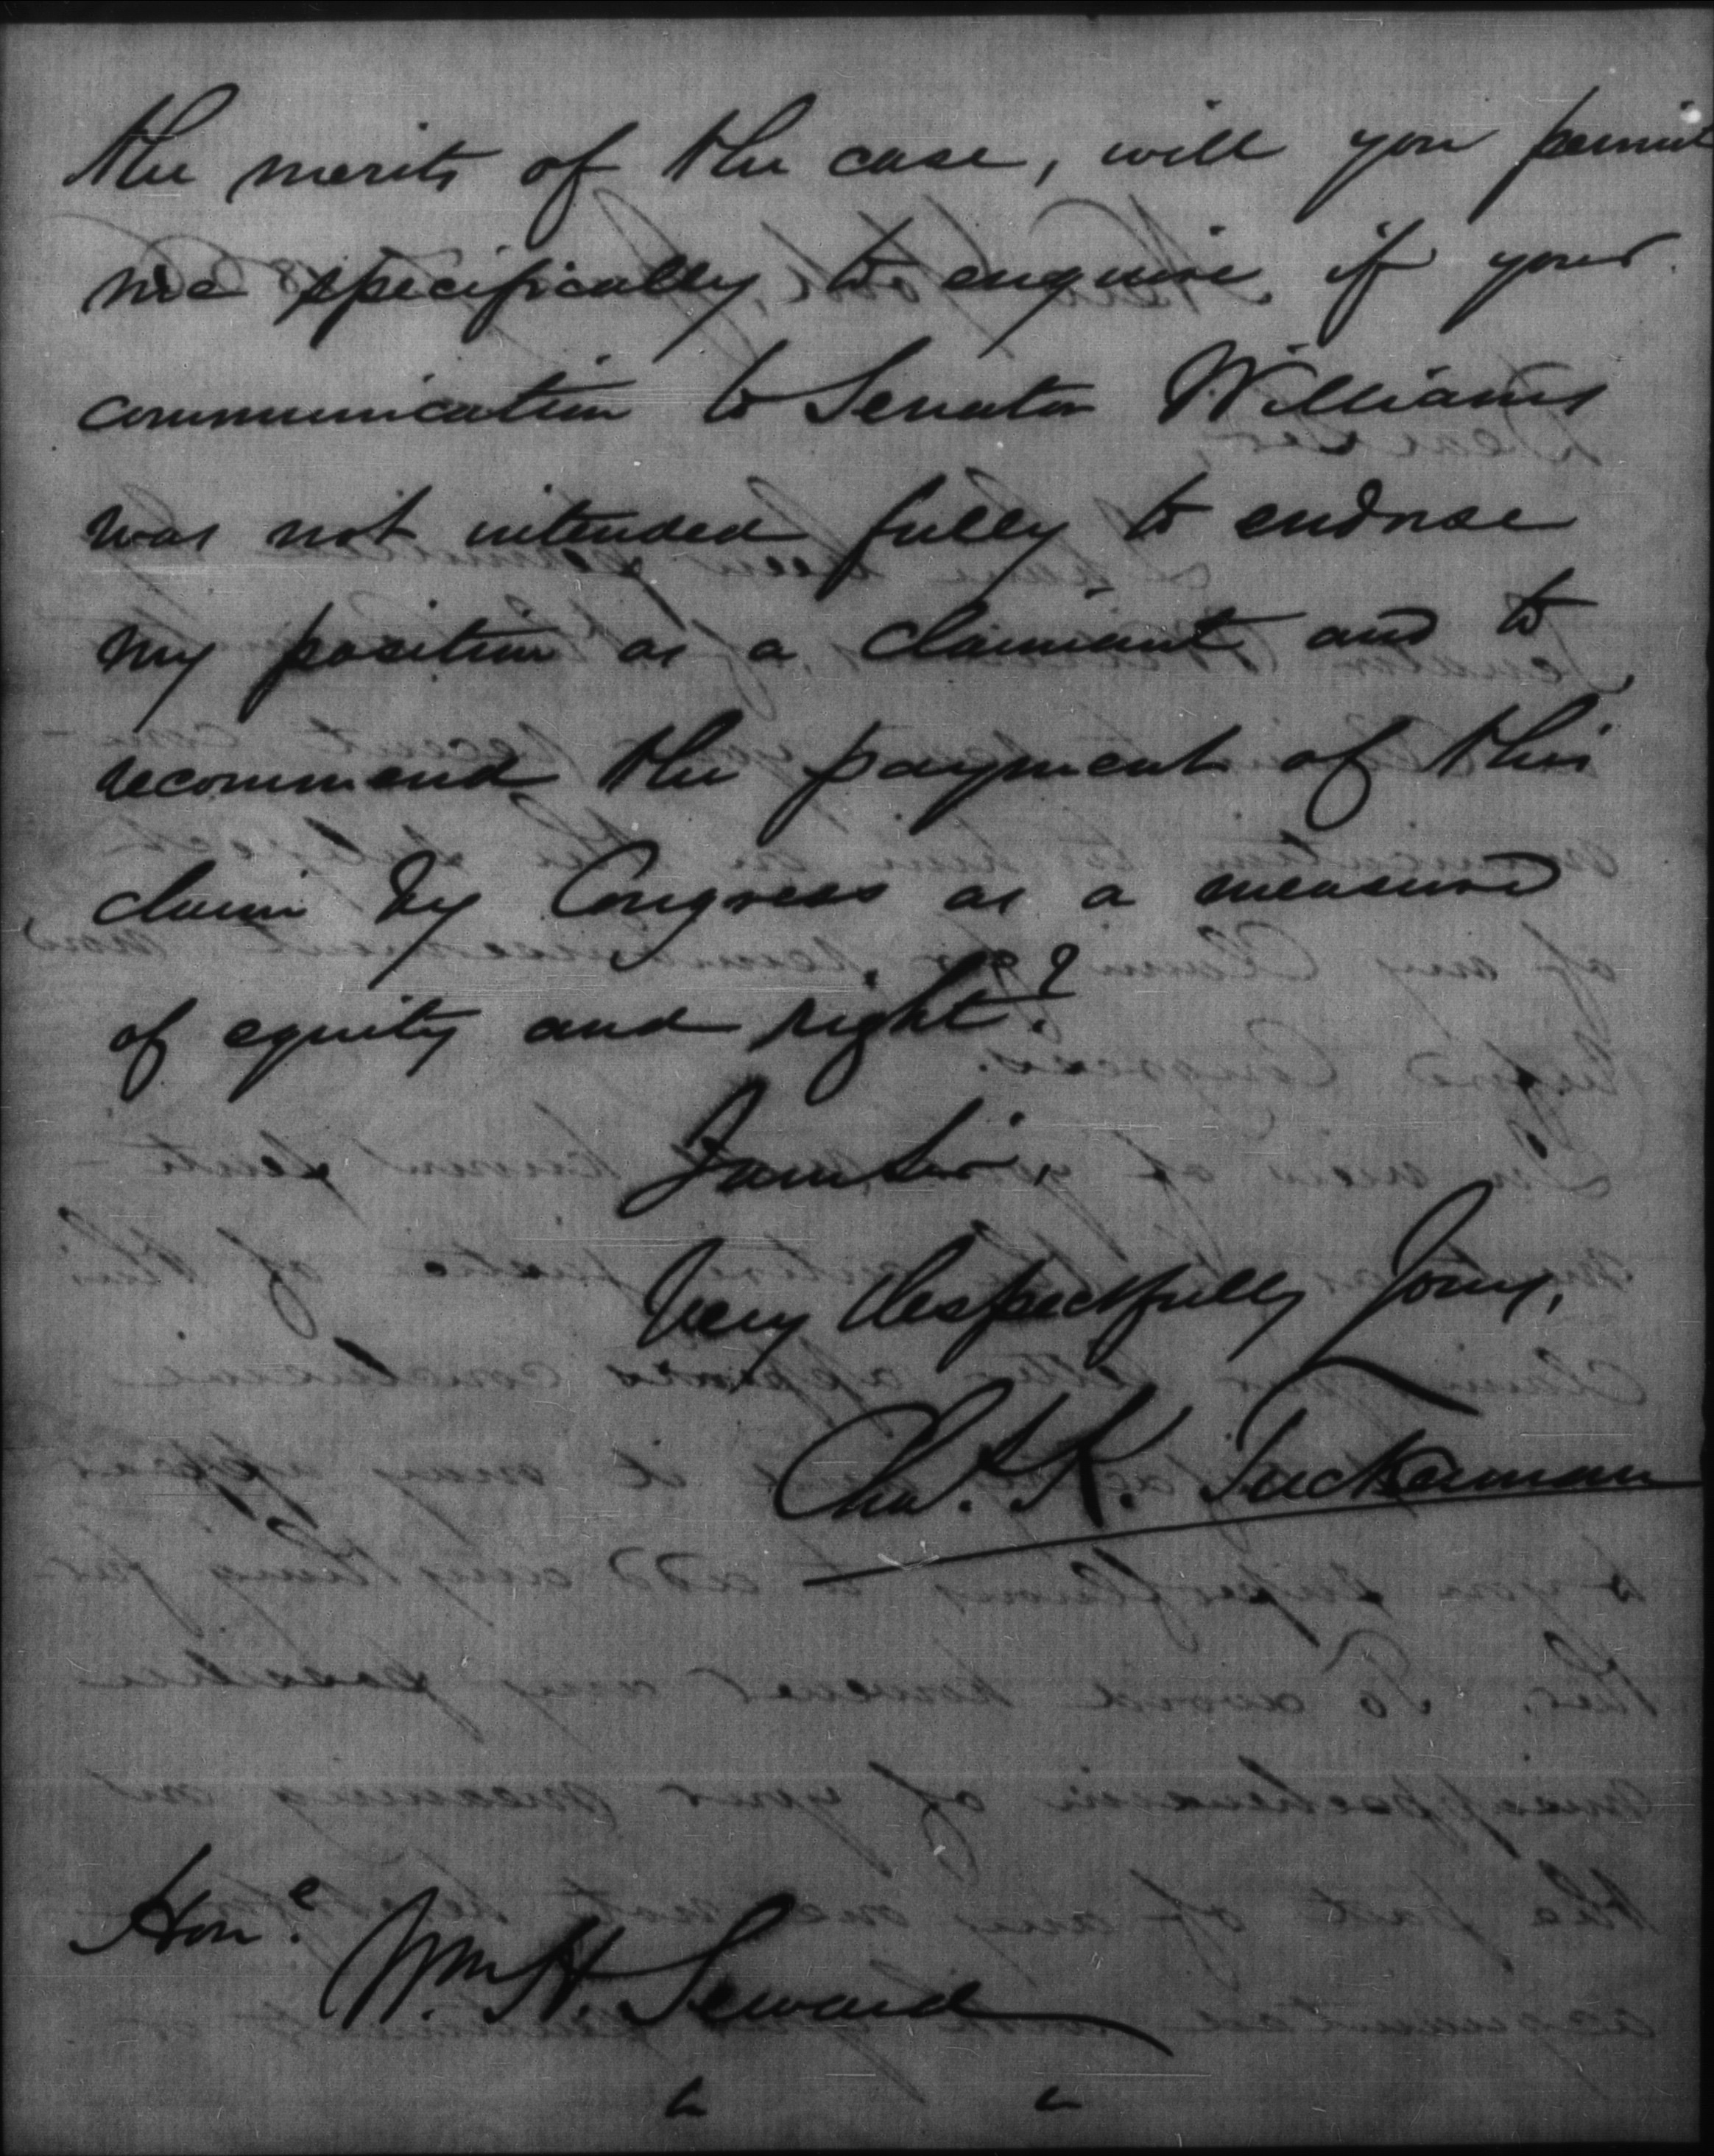 the merits of the case, will you permit
me specifically to enquire if your
communication to Senator Williams
was not intended fully to endorse
my position as a claimant and to
recommend the payment of this
claim by Congress as a measure
of equity and right?
I am Sir,
Very Respectfully Yours,
Chas. K. Tuckerman
Hon.e
Wm. H. Seward